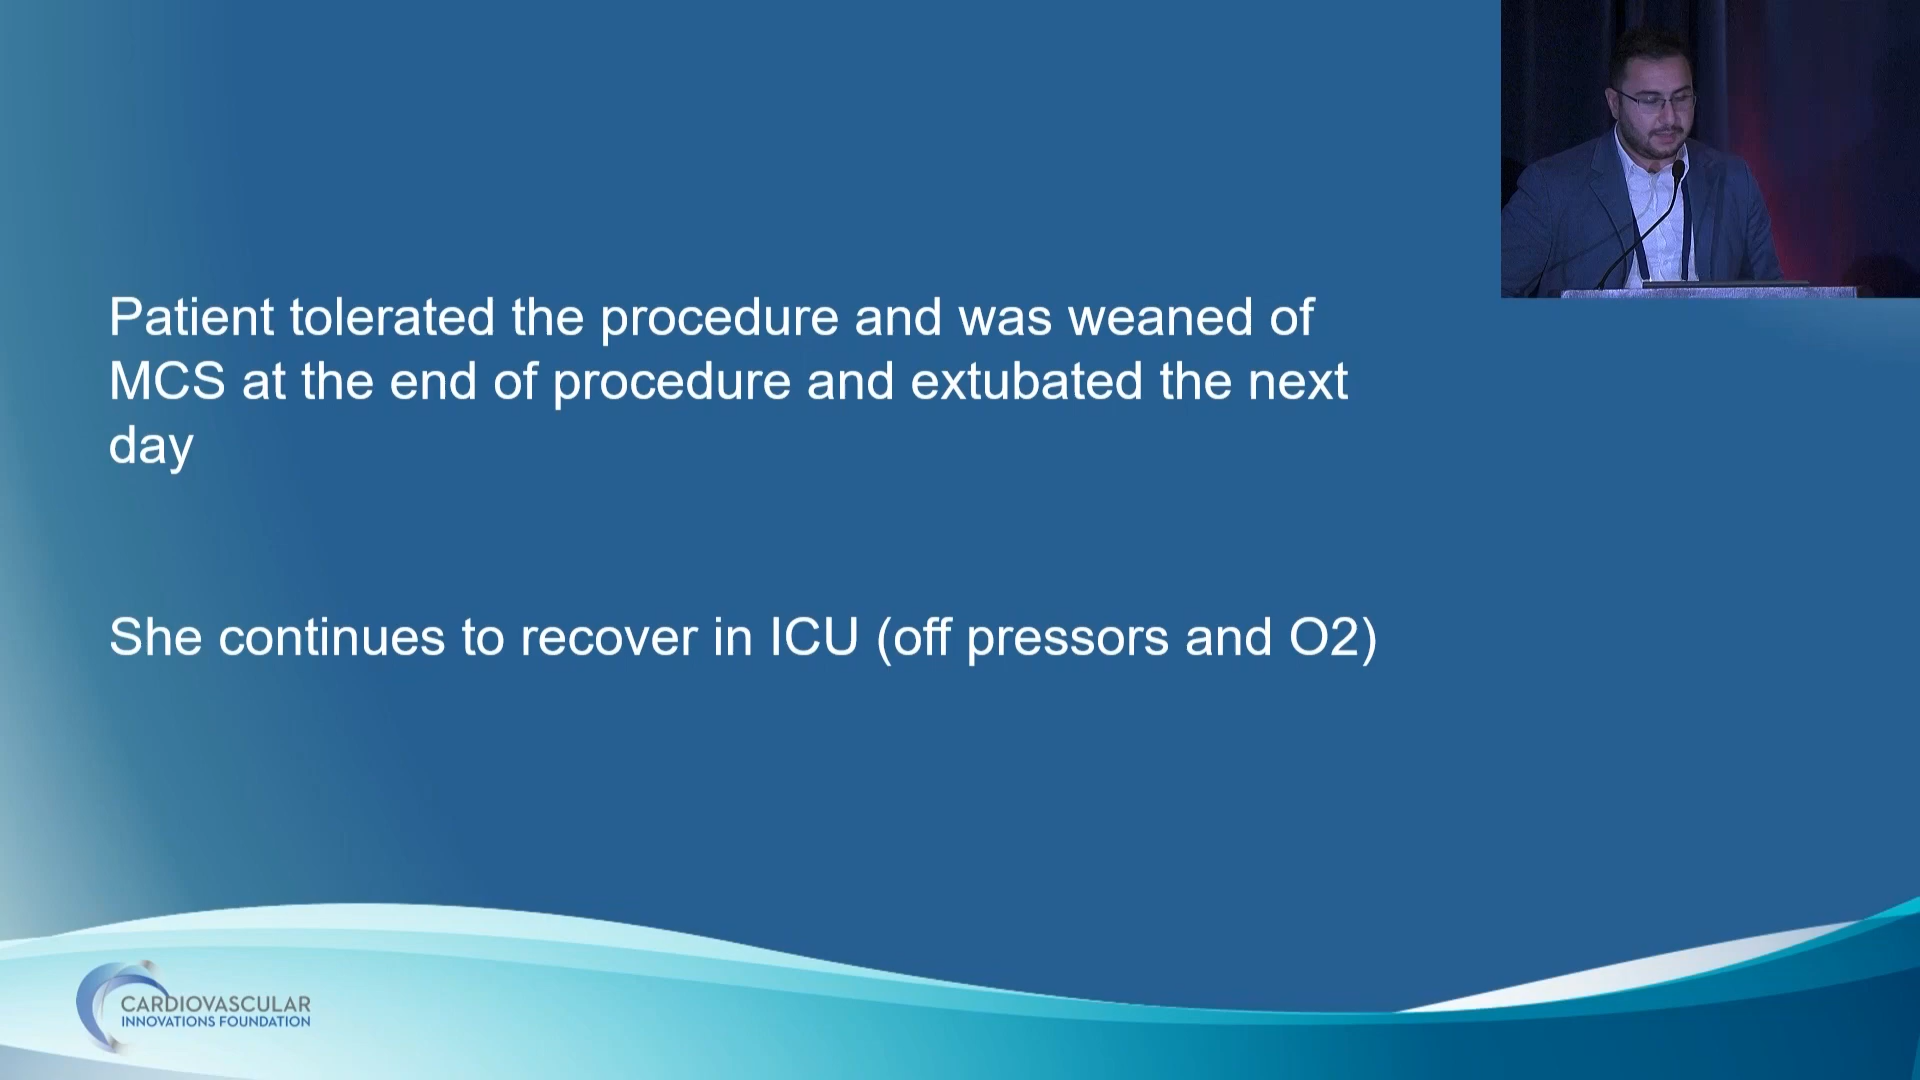 Patient tolerated the procedure and was weaned of
MCS at the end of procedure and extubated the next
day
She continues to recover in ICU (off pressors and O2)
CARDIOVASCULAR
INNOVATIONS FOUNDATION